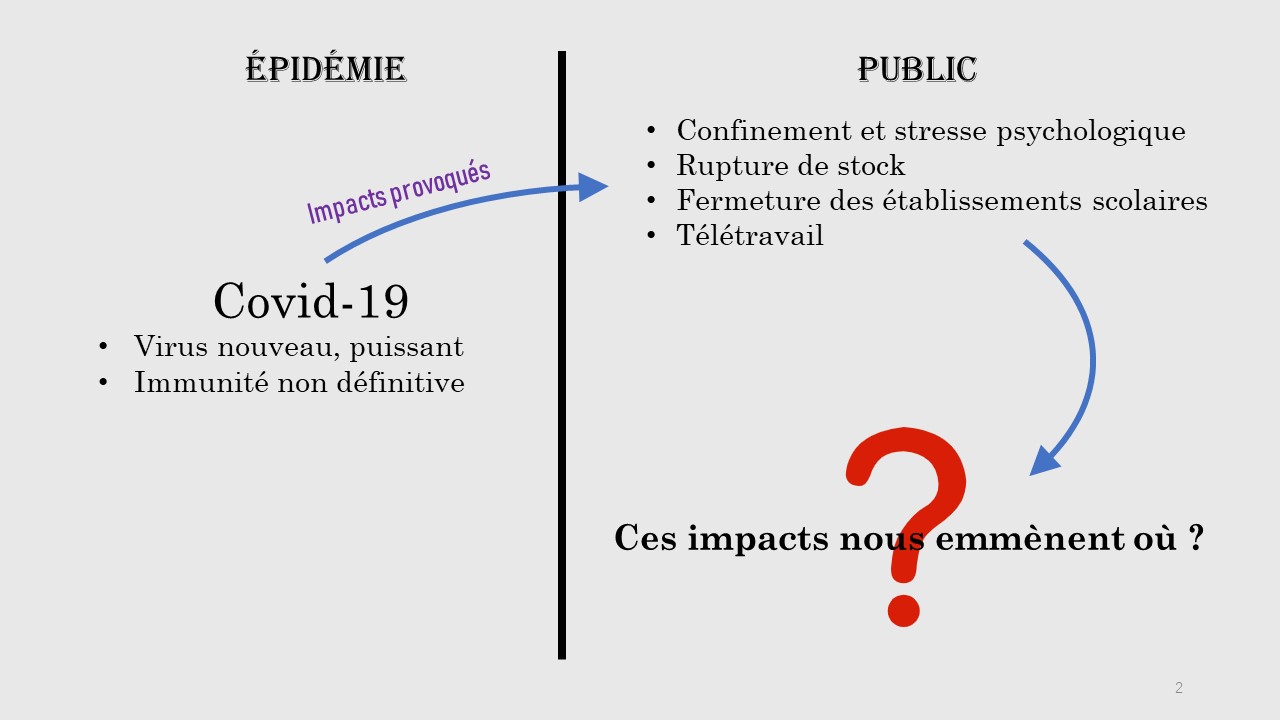 ÉPIDÉMIE
Impacts provoqués
Covid-19
• Virus nouveau, puissant
• Immunité non définitive
PUBLIC
• Confinement et stresse psychologique
• Rupture de stock
• Fermeture des établissements scolaires
• Télétravail
?
Ces impacts nous emmènent où ?
2